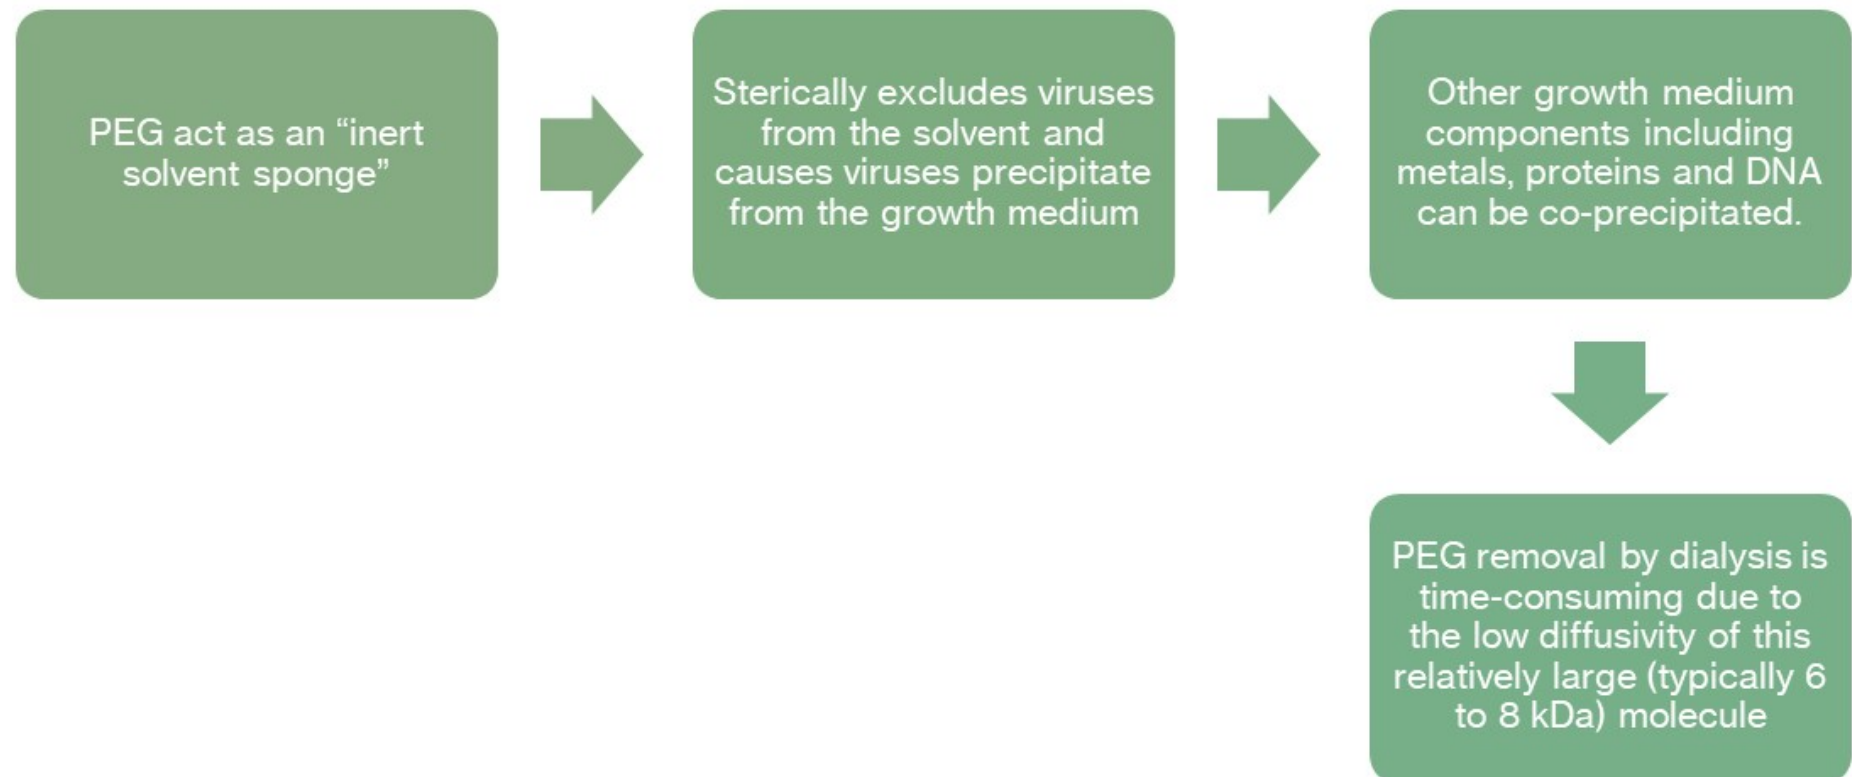 PEG act as an “inert
solvent sponge”
Sterically excludes viruses
from the solvent and
causes viruses precipitate
from the growth medium
Other growth medium
components including
metals, proteins and DNA
can be co-precipitated.
PEG removal by dialysis is
time-consuming due to
the low diffusivity of this
relatively large (typically 6
to 8 kDa) molecule